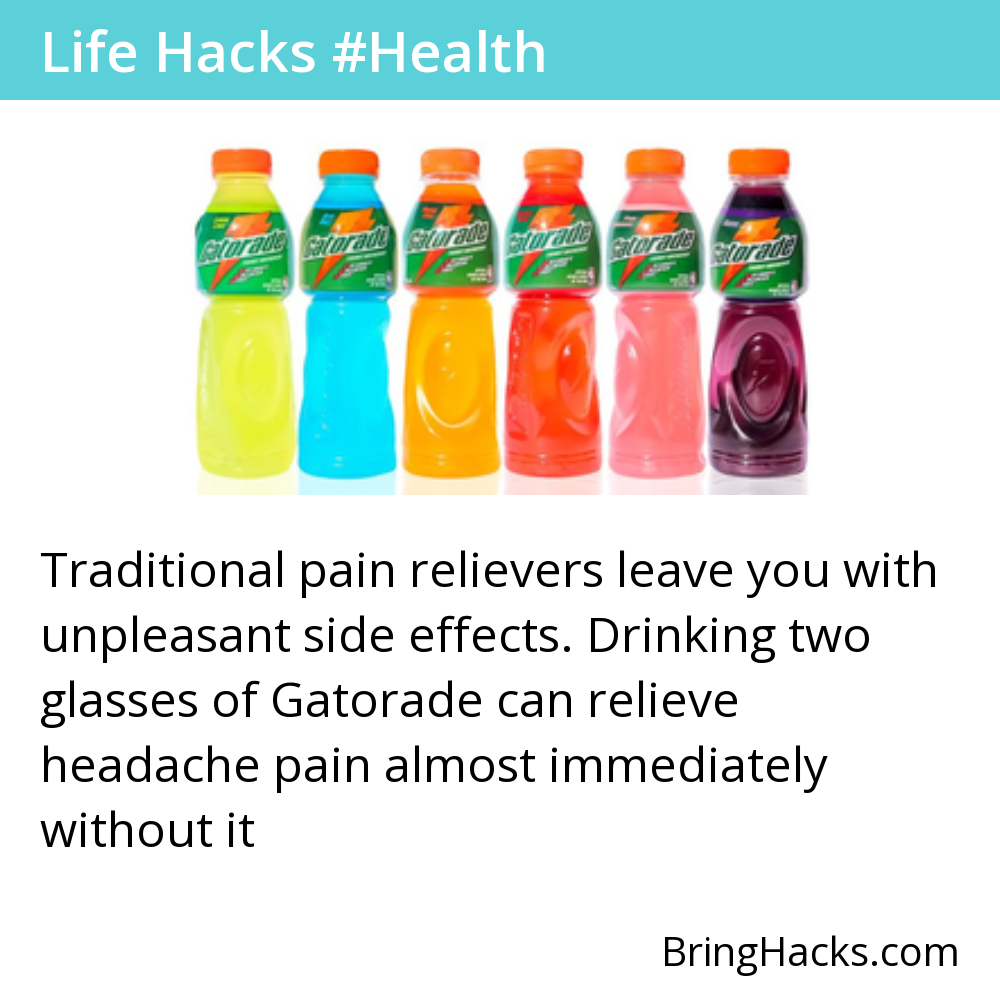 Life Hacks #Health
Gatorade Gatorade Gatorade Gatorade Gatorade Gatorade
Traditional pain relievers leave you with
unpleasant side effects. Drinking two
glasses of Gatorade can relieve
headache pain almost immediately
without it
BringHacks.com